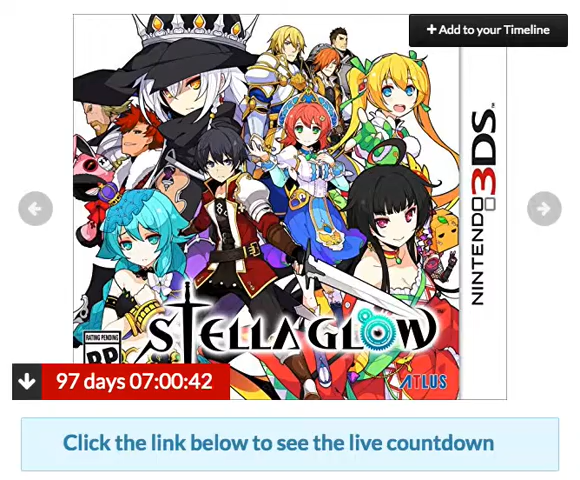 + Add to your Timeline
NINTENDO 3DS™
STELLA GLOW
RATING PENDING
RP
ATLUS
97 days 07:00:42
Click the link below to see the live countdown